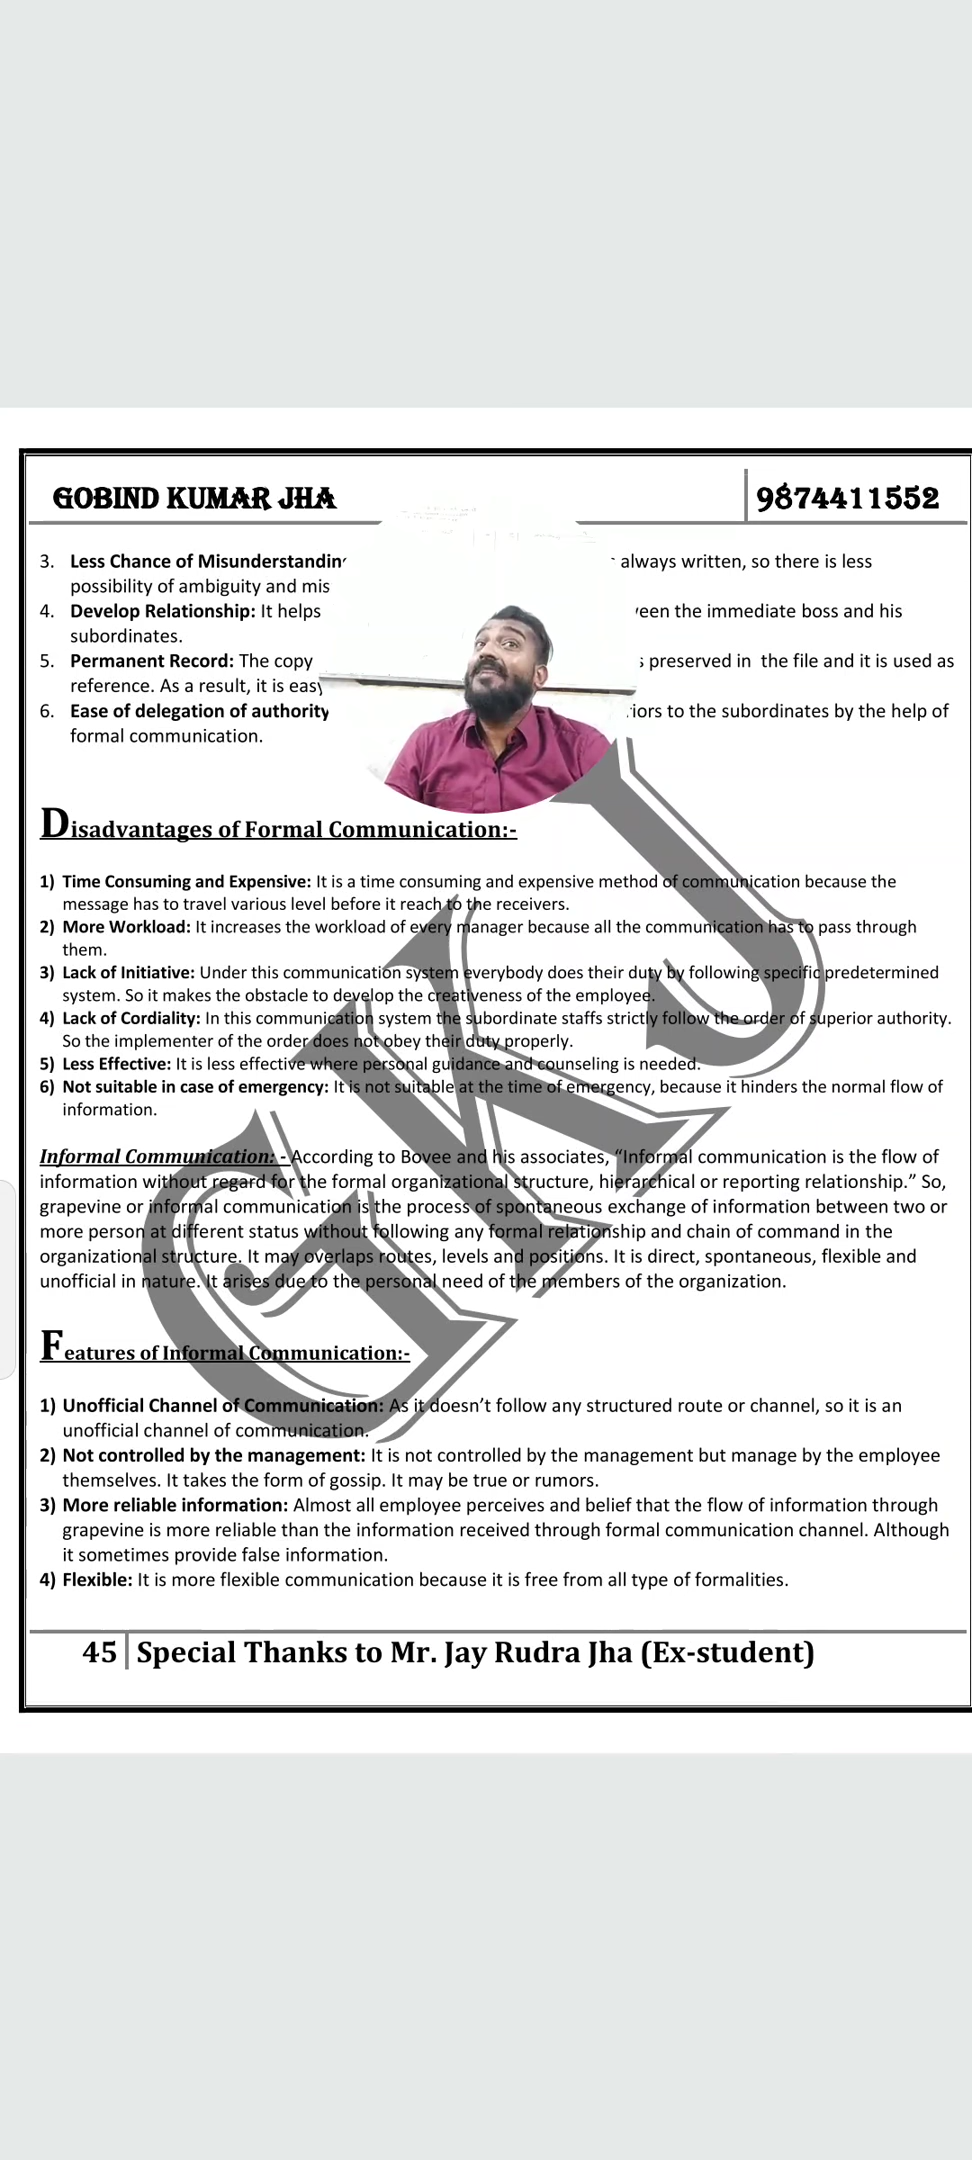 GOBIND KUMAR JHA
9874411552
3. Less Chance of Misunderstanding always written, so there is less
possibility of ambiguity and mis
4. Develop Relationship: It helps een the immediate boss and his
subordinates.
5. Permanent Record: The copy preserved in the file and it is used as
reference. As a result, it is easy
6. Ease of delegation of authority iors to the subordinates by the help of
formal communication.
Disadvantages of Formal Communication:-
1) Time Consuming and Expensive: It is a time consuming and expensive method of communication because the
message has to travel various level before it reach to the receivers.
2) More Workload: It increases the workload of every manager because all the communication has to pass through
them.
3) Lack of Initiative: Under this communication system everybody does their duty by following specific predetermined
system. So it makes the obstacle to develop the creativeness of the employee.
4) Lack of Cordiality: In this communication system the subordinate staffs strictly follow the order of superior authority.
So the implementer of the order does not obey their duty properly.
5) Less Effective: It is less effective where personal guidance and counseling is needed.
6) Not suitable in case of emergency: It is not suitable at the time of emergency, because it hinders the normal flow of
information.
Informal Communication: - According to Bovee and his associates, “Informal communication is the flow of
information without regard for the formal organizational structure, hierarchical or reporting relationship.” So,
grapevine or informal communication is the process of spontaneous exchange of information between two or
more person at different status without following any formal relationship and chain of command in the
organizational structure. It may overlaps routes, levels and positions. It is direct, spontaneous, flexible and
unofficial in nature. It arises due to the personal need of the members of the organization.
Features of Informal Communication:-
1) Unofficial Channel of Communication: As it doesn’t follow any structured route or channel, so it is an
unofficial channel of communication.
2) Not controlled by the management: It is not controlled by the management but manage by the employee
themselves. It takes the form of gossip. It may be true or rumors.
3) More reliable information: Almost all employee perceives and belief that the flow of information through
grapevine is more reliable than the information received through formal communication channel. Although
it sometimes provide false information.
4) Flexible: It is more flexible communication because it is free from all type of formalities.
GKJ
45 Special Thanks to Mr. Jay Rudra Jha (Ex-student)